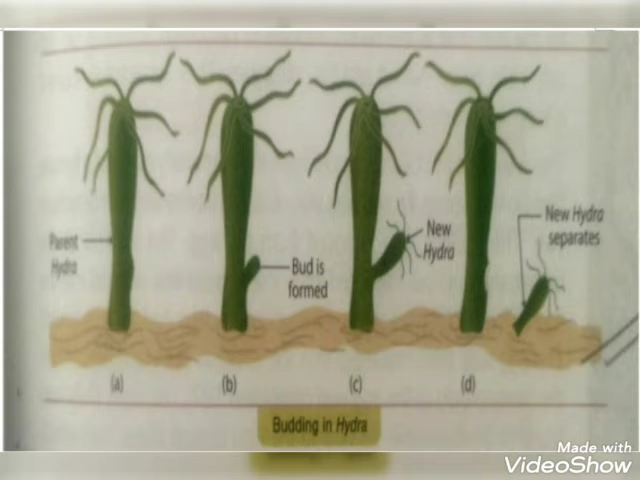 Parent
Hydra
Bud is
formed
New
Hydra
New Hydra
separates
(a)
(b)
(c)
(d)
Budding in Hydra
Made with
VideoShow